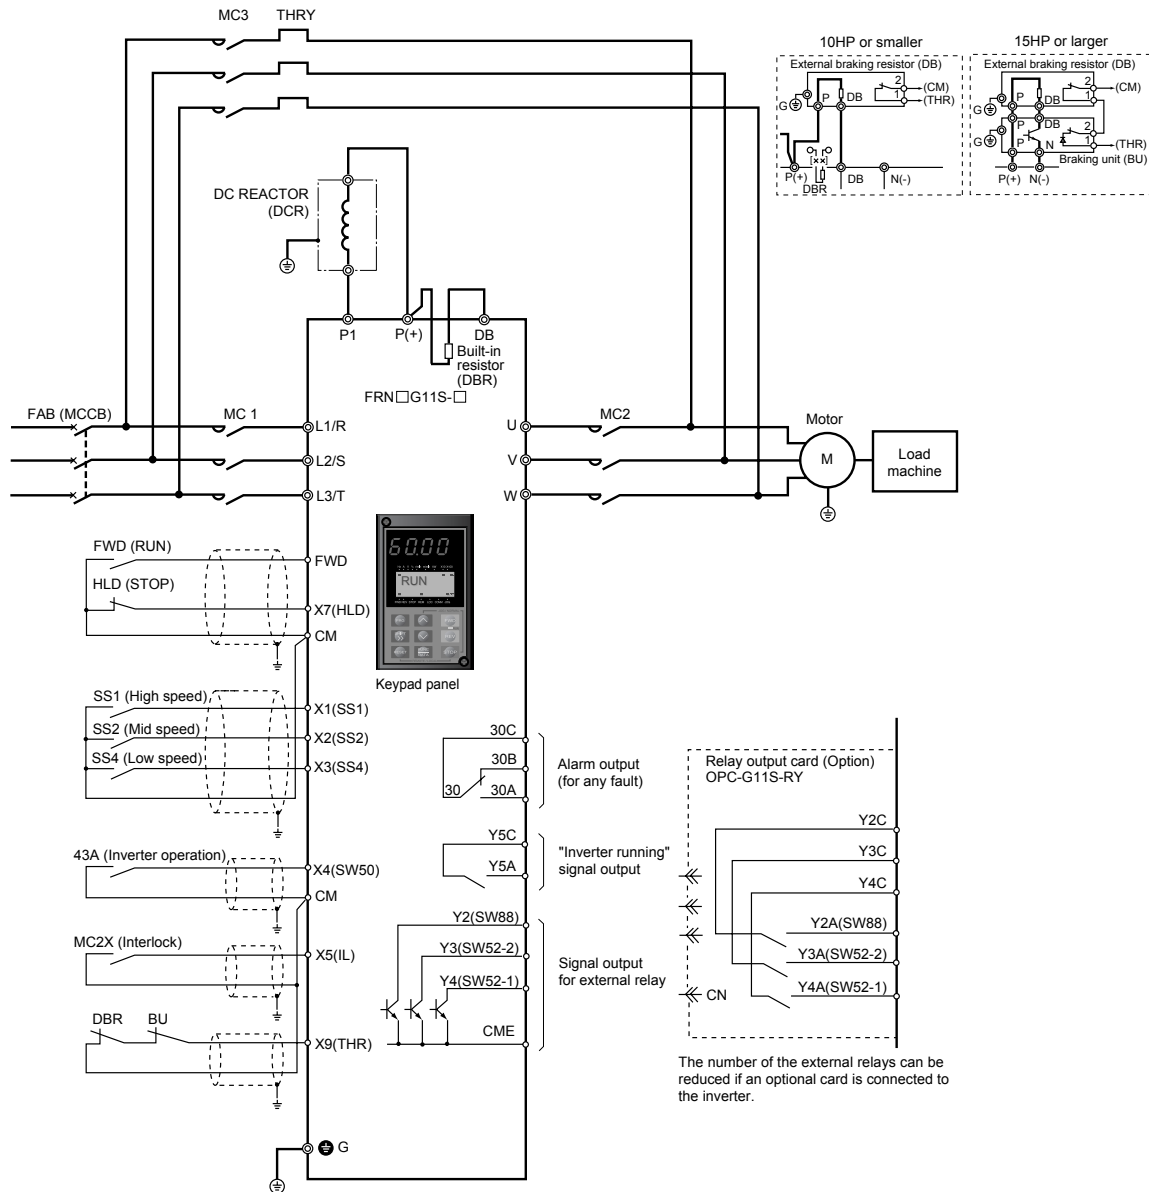 MC3 THRY
10HP or smaller
External braking resistor (DB)
P DB
2
1
(CM)
(THR)
G
P(+)
DBR
DB
N(-)
15HP or larger
External braking resistor (DB)
2
1
(CM)
G
DB
P
P
DB
N
2
1
G
(THR)
Braking unit (BU)
P(+) N(-)
DC REACTOR
(DCR)
P1 P(+) DB
Built-in
resistor
(DBR)
FRN□G11S-□
FAB (MCCB) MC 1
L1/R
L2/S
L3/T
U
V
W
MC2
Motor
M
Load
machine
FWD (RUN)
FWD
HLD (STOP)
X7(HLD)
CM
60.00
RUN
Keypad panel
SS1 (High speed)
X1(SS1)
SS2 (Mid speed)
X2(SS2)
SS4 (Low speed)
X3(SS4)
30C
30B
30 30A
Alarm output
(for any fault)
Y5C
Y5A
"Inverter running"
signal output
43A (Inverter operation)
X4(SW50)
CM
MC2X (Interlock)
X5(IL)
DBR BU
X9(THR)
Y2(SW88)
Y3(SW52-2)
Y4(SW52-1)
CME
Signal output
for external relay
G
Relay output card (Option)
OPC-G11S-RY
Y2C
Y3C
Y4C
Y2A(SW88)
Y3A(SW52-2)
Y4A(SW52-1)
CN
The number of the external relays can be
reduced if an optional card is connected to
the inverter.